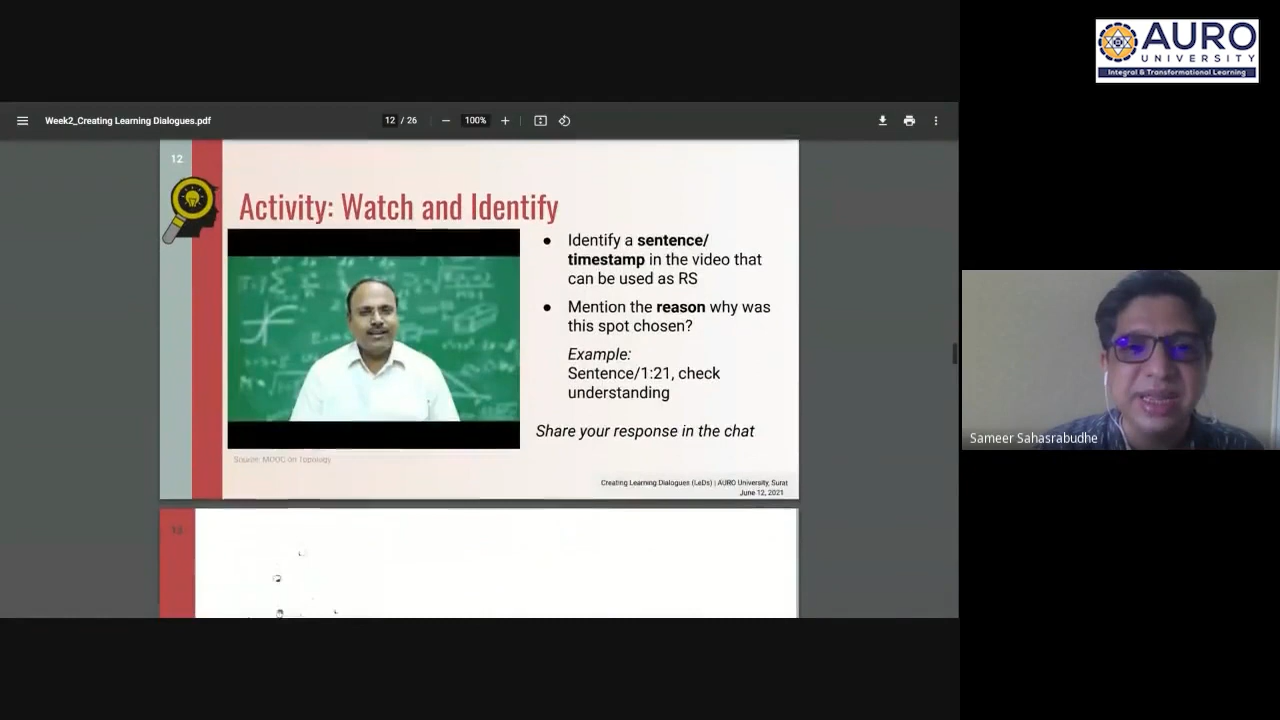 AURO
UNIVERSITY
Integral & Transformational Learning
Week2_Creating Learning Dialogues.pdf
12 / 26
100%
12
Activity: Watch and Identify
● Identify a sentence/
timestamp in the video that
can be used as RS
● Mention the reason why was
this spot chosen?
Example:
Sentence/1:21, check
understanding
Share your response in the chat
Source: MOOC on Topology
Creating Learning Dialogues (LeDs) | AURO University, Surat
June 12, 2021
13
Sameer Sahasrabudhe